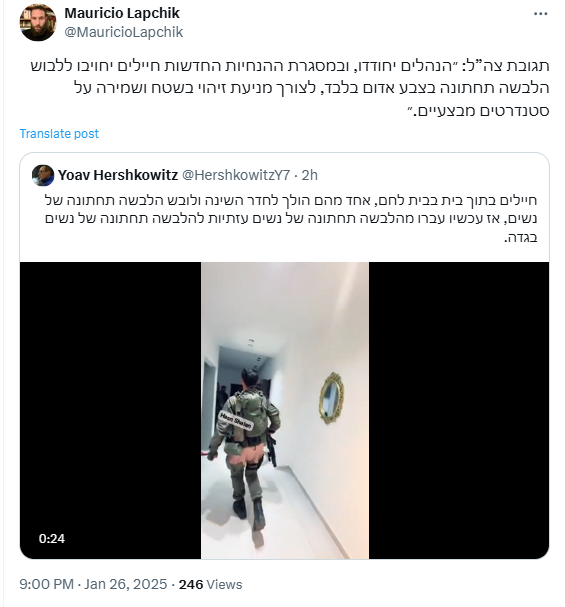 Mauricio Lapchik
@MauricioLapchik
תגובת צה”ל: ״הנהלים יחודדו, ובמסגרת ההנחיות החדשות חיילים יחויבו ללבוש
הלבשה תחתונה בצבע אדום בלבד, לצורך מניעת זיהוי בשטח ושמירה על
סטנדרטים מבצעיים.״
Translate post
Yoav Hershkowitz @HershkowitzY7 · 2h
חיילים בתוך בית בבית לחם, אחד מהם הולך לחדר השינה ולובש הלבשה תחתונה של
נשים, אז עכשיו עברו מהלבשה תחתונה של נשים עזתיות להלבשה תחתונה של נשים
בגדה.
0:24
9:00 PM · Jan 26, 2025 · 246 Views